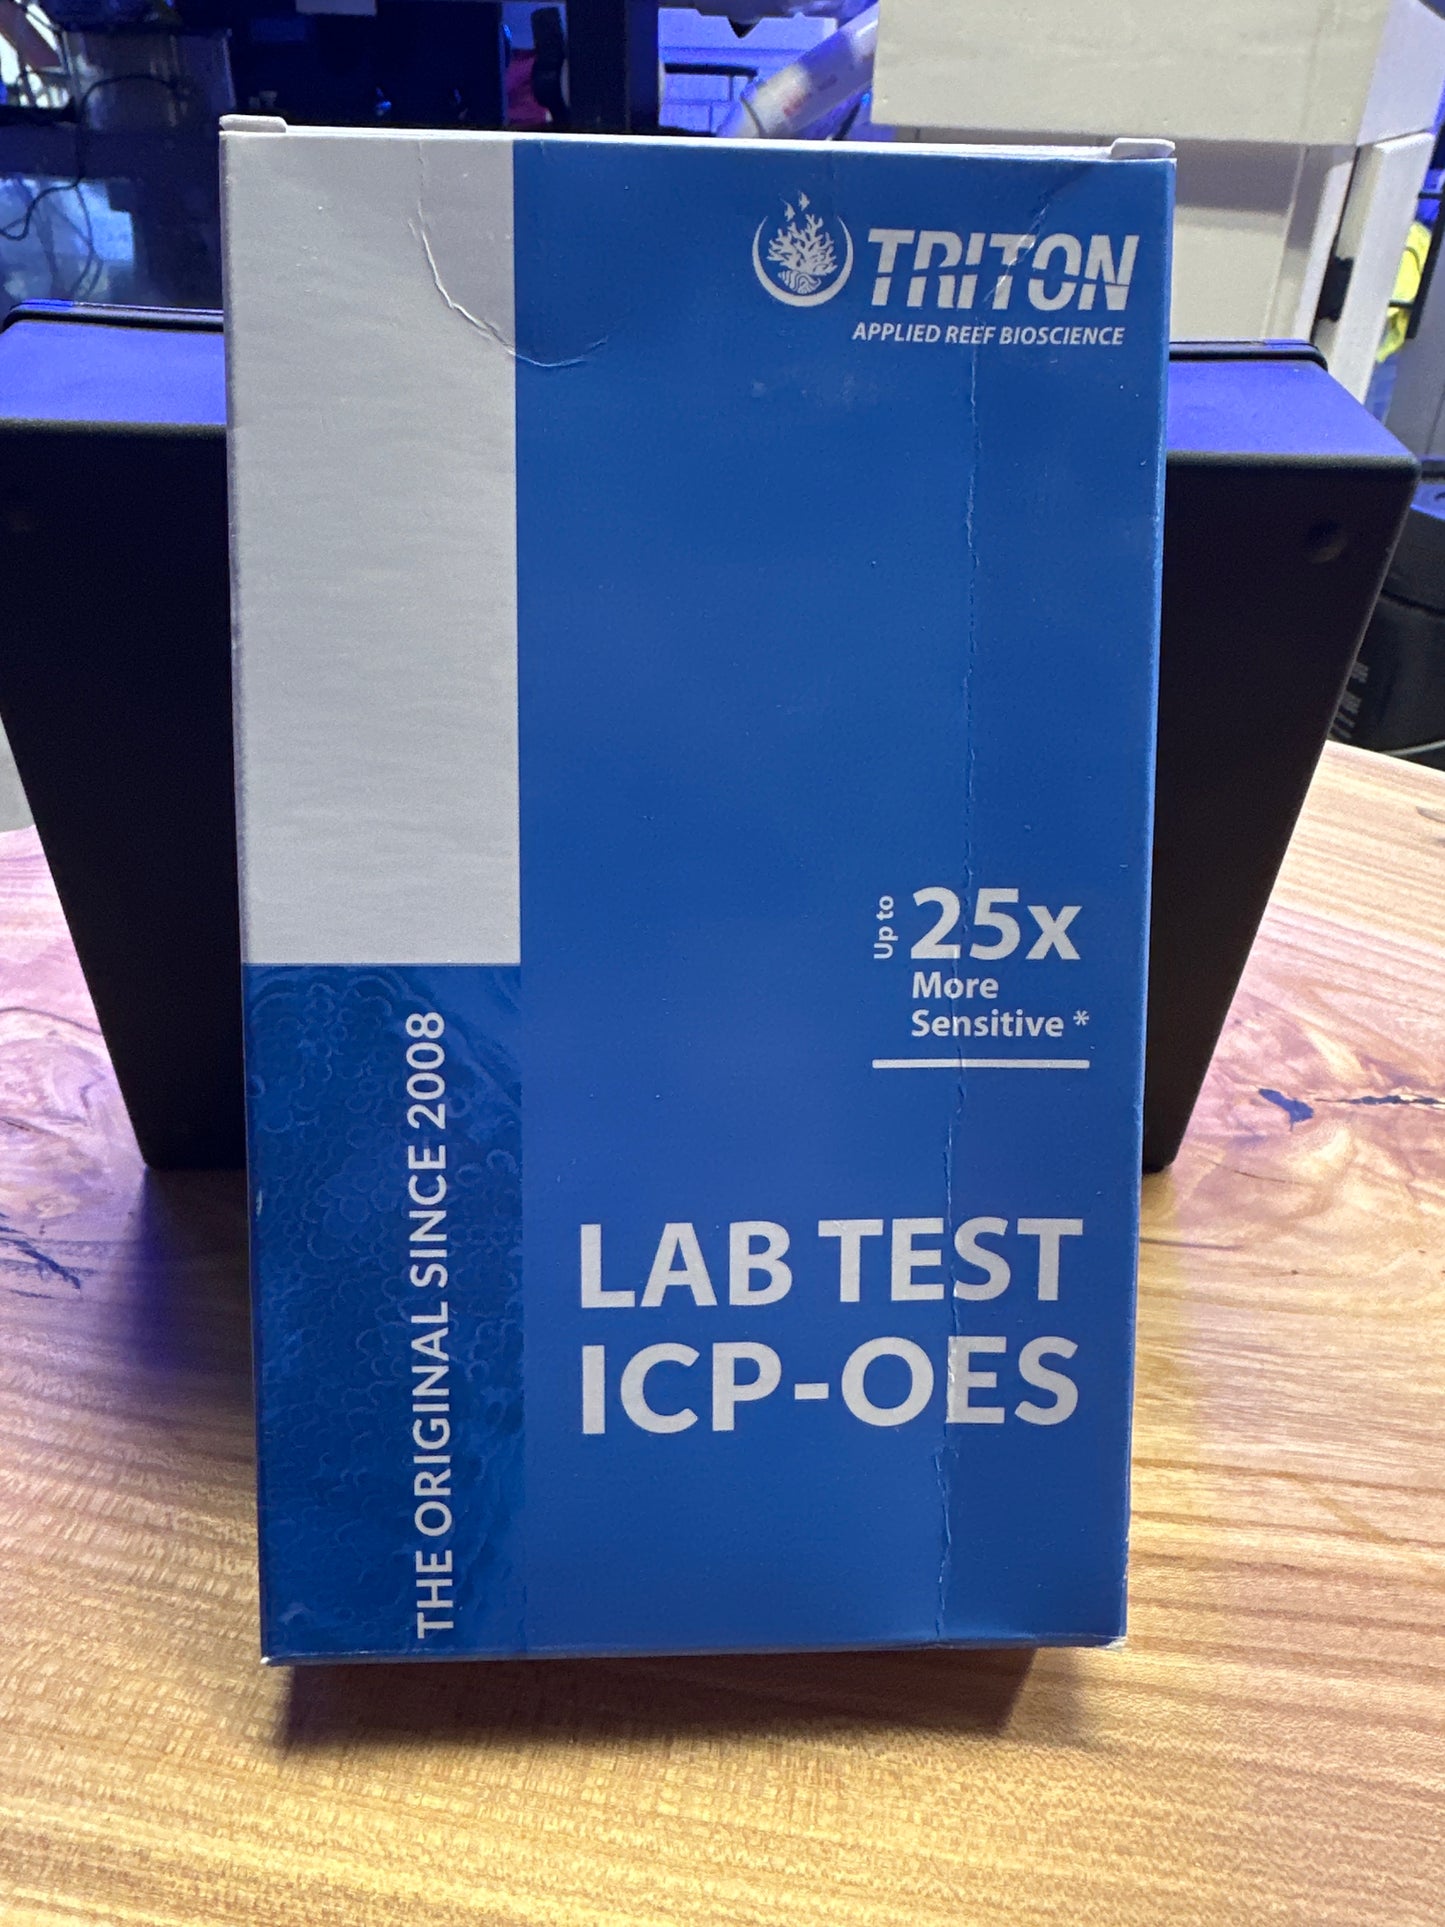 TRITON
APPLIED REEF BIOSCIENCE
Up to
25x
More
Sensitive *
LAB TEST
ICP-OES
THE ORIGINAL SINCE 2008